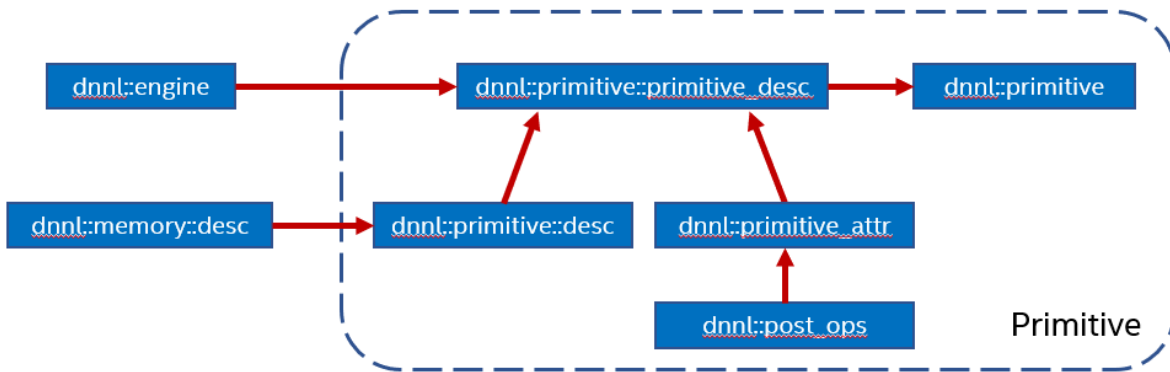 dnnl::engine
dnnl::primitive::primitive_desc
dnnl::primitive
dnnl::memory::desc
dnnl::primitive::desc
dnnl::primitive_attr
dnnl::post_ops
Primitive